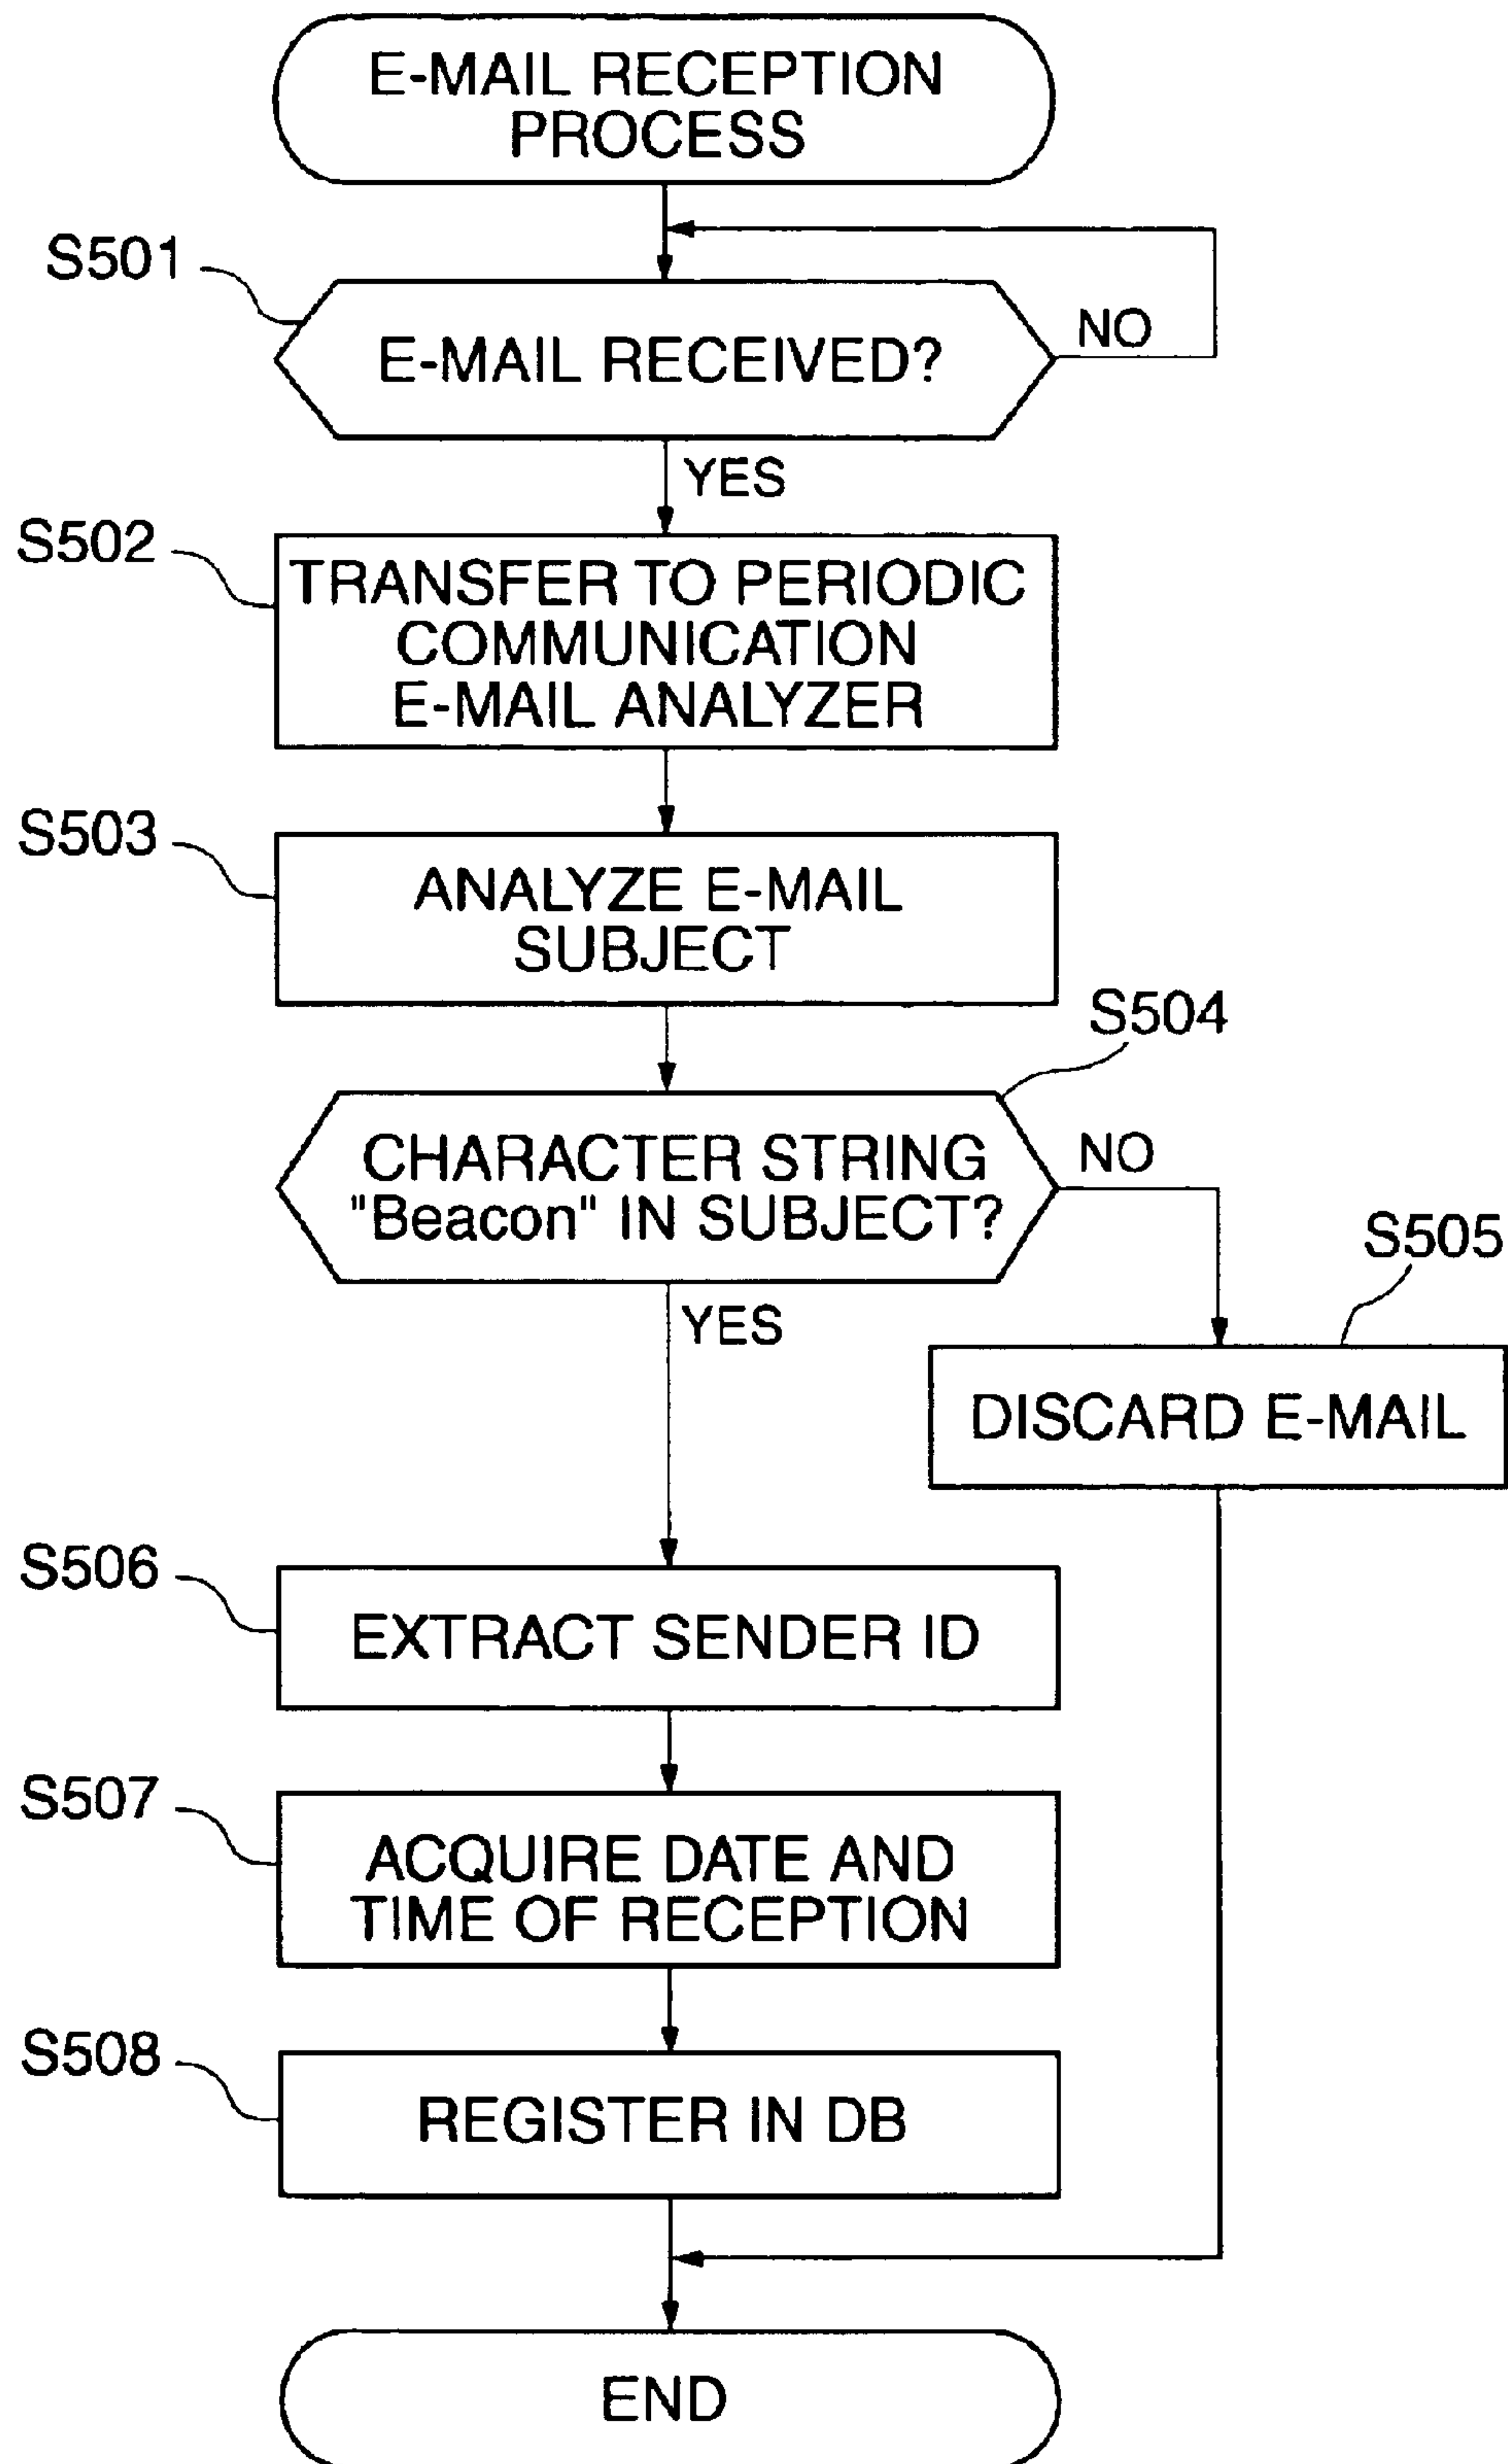 E-MAIL RECEPTION
PROCESS
S501
E-MAIL RECEIVED?
NO
YES
S502
TRANSFER TO PERIODIC
COMMUNICATION
E-MAIL ANALYZER
S503
ANALYZE E-MAIL
SUBJECT
S504
CHARACTER STRING
"Beacon" IN SUBJECT?
NO
YES
S505
DISCARD E-MAIL
S506
EXTRACT SENDER ID
S507
ACQUIRE DATE AND
TIME OF RECEPTION
S508
REGISTER IN DB
END